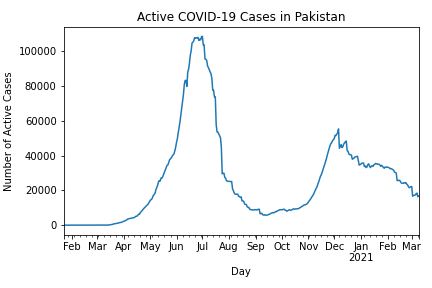 Active COVID-19 Cases in Pakistan
Number of Active Cases
100000
80000
60000
40000
20000
0
Feb Mar Apr May Jun Jul Aug Sep Oct Nov Dec Jan Feb Mar
2021
Day